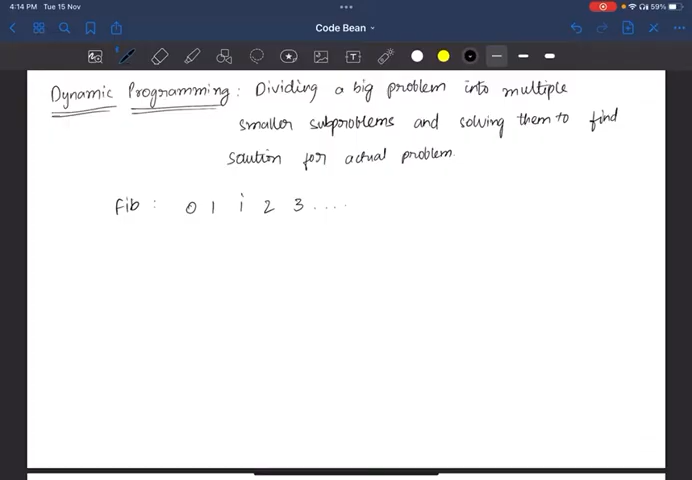 4:14 PM Tue 15 Nov
59%
Code Bean
Dynamic Programming : Dividing a big problem into multiple
smaller subproblems and solving them to find
saution for actual problem.
Fib : 0 1 1 2 3 .....